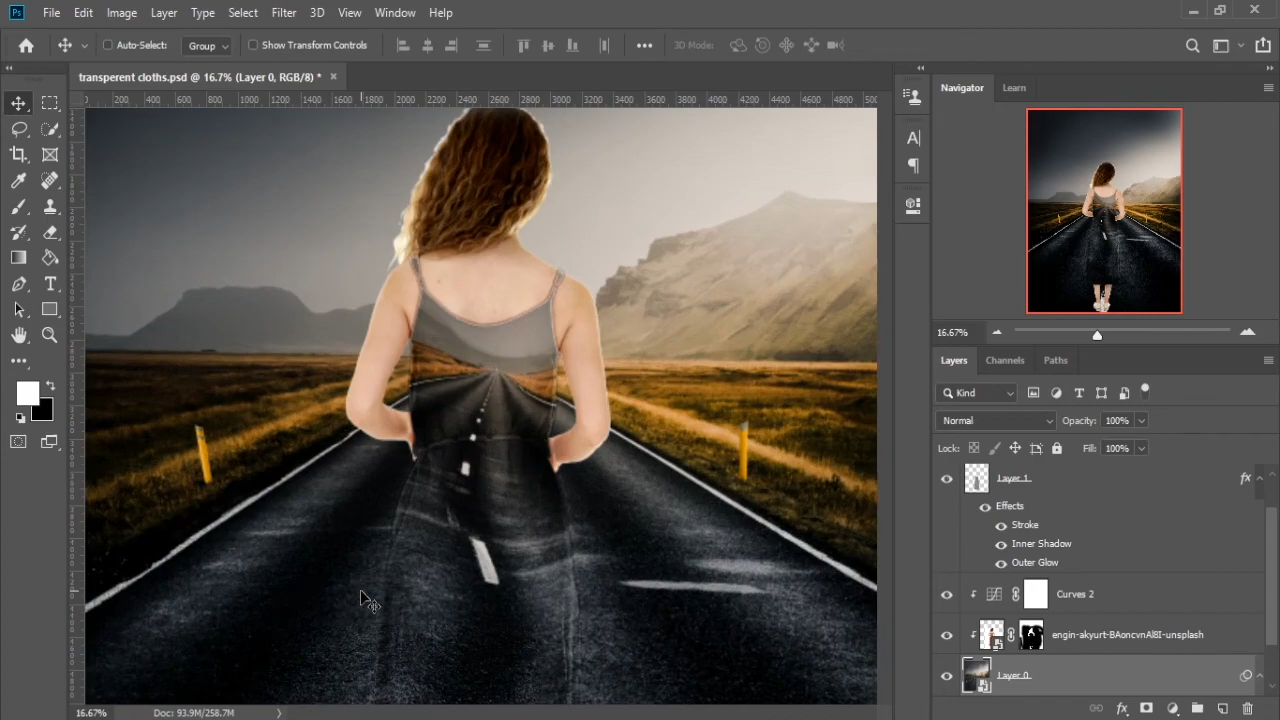 Ps File Edit Image Layer Type Select Filter 3D View Window Help
Auto-Select: Group Show Transform Controls 3D Mode:
transperent cloths.psd @ 16.7% (Layer 0, RGB/8) *
0 200 400 600 800 1000 1200 1400 1600 1800 2000 2200 2400 2600 2800 3000 3200 3400 3600 3800 4000 4200 4400 4600 4800 500
Navigator Learn
16.67%
Layers Channels Paths
Kind
Normal Opacity: 100%
Lock: Fill: 100%
Layer 1 fx
Effects
Stroke
Inner Shadow
Outer Glow
Curves 2
engin-akyurt-BAoncvnAl8I-unsplash
Layer 0
16.67% Doc: 93.9M/258.7M